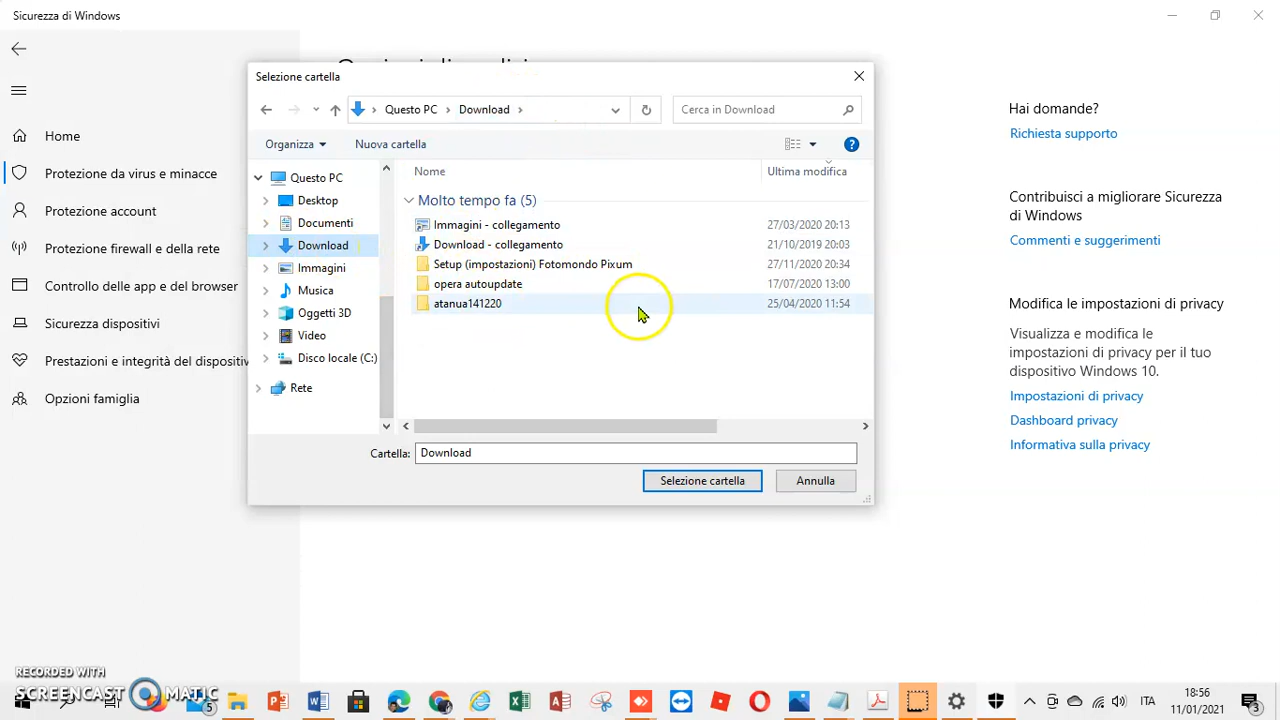 Sicurezza di Windows
Selezione cartella
Questo PC
Download
Cerca in Download
Organizza
Nuova cartella
Home
Protezione da virus e minacce
Protezione account
Protezione firewall e della rete
Controllo delle app e del browser
Sicurezza dispositivi
Prestazioni e integrità del dispositiv
Opzioni famiglia
Questo PC
Desktop
Documenti
Download
Immagini
Musica
Oggetti 3D
Video
Disco locale (C:)
Rete
Nome
Ultima modifica
Molto tempo fa (5)
Immagini - collegamento 27/03/2020 20:13
Download - collegamento 21/10/2019 20:03
Setup (impostazioni) Fotomondo Pixum 27/11/2020 20:34
opera autoupdate 17/07/2020 13:00
atanua141220 25/04/2020 11:54
Cartella: Download
Selezione cartella
Annulla
Hai domande?
Richiesta supporto
Contribuisci a migliorare Sicurezza
di Windows
Commenti e suggerimenti
Modifica le impostazioni di privacy
Visualizza e modifica le
impostazioni di privacy per il tuo
dispositivo Windows 10.
Impostazioni di privacy
Dashboard privacy
Informativa sulla privacy
RECORDED WITH
SCREENCAST MATIC
5
ITA
18:56
11/01/2021
3